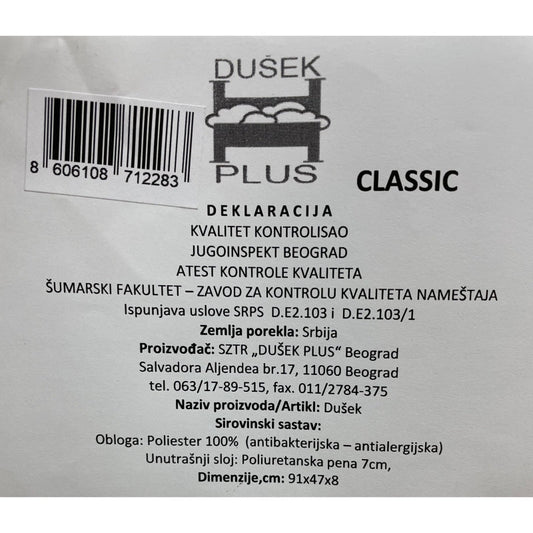 DUŠEK
PLUS
8 606108 712283
CLASSIC
DEKLARACIJA
KVALITET KONTROLISAO
JUGOINSPEKT BEOGRAD
ATEST KONTROLE KVALITETA
ŠUMARSKI FAKULTET – ZAVOD ZA KONTROLU KVALITETA NAMEŠTAJA
Ispunjava uslove SRPS D.E2.103 i D.E2.103/1
Zemlja porekla: Srbija
Proizvođač: SZTR „DUŠEK PLUS“ Beograd
Salvadora Aljendea br.17, 11060 Beograd
tel. 063/17-89-515, fax. 011/2784-375
Naziv proizvoda/Artikl: Dušek
Sirovinski sastav:
Obloga: Poliester 100% (antibakterijska – antialergijska)
Unutrašnji sloj: Poliuretanska pena 7cm,
Dimenzije,cm: 91x47x8